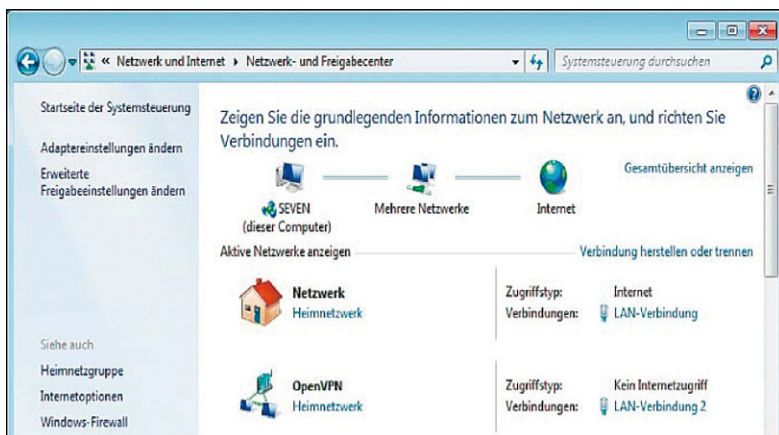 « Netzwerk und Internet ▸ Netzwerk- und Freigabecenter
Systemsteuerung durchsuchen
Startseite der Systemsteuerung
Adaptereinstellungen ändern
Erweiterte
Freigabeeinstellungen ändern
Siehe auch
Heimnetzgruppe
Internetoptionen
Windows-Firewall
Zeigen Sie die grundlegenden Informationen zum Netzwerk an, und richten Sie
Verbindungen ein.
Gesamtübersicht anzeigen
SEVEN
(dieser Computer)
Mehrere Netzwerke
Internet
Aktive Netzwerke anzeigen
Verbindung herstellen oder trennen
Netzwerk
Heimnetzwerk
Zugriffstyp: Internet
Verbindungen: LAN-Verbindung
OpenVPN
Heimnetzwerk
Zugriffstyp: Kein Internetzugriff
Verbindungen: LAN-Verbindung 2